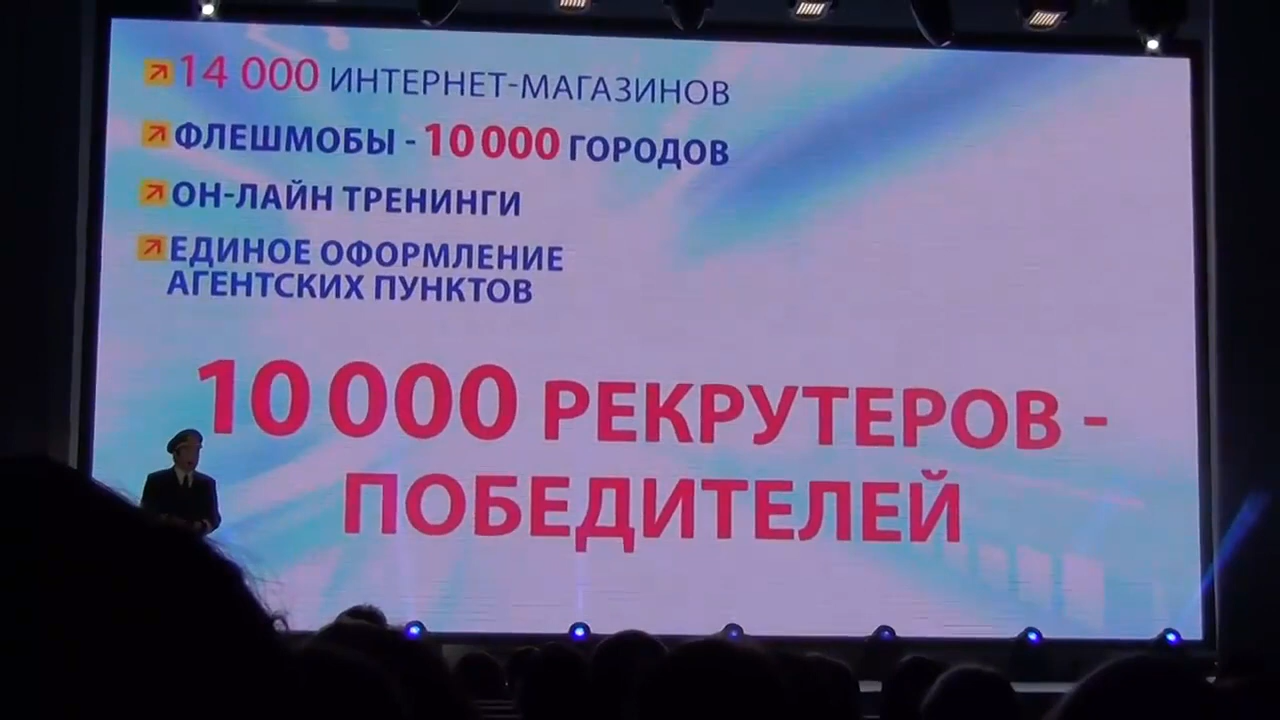 14 000 ИНТЕРНЕТ-МАГАЗИНОВ
ФЛЕШМОБЫ - 10 000 ГОРОДОВ
ОН-ЛАЙН ТРЕНИНГИ
ЕДИНОЕ ОФОРМЛЕНИЕ
АГЕНТСКИХ ПУНКТОВ
10 000 РЕКРУТЕРОВ -
ПОБЕДИТЕЛЕЙ